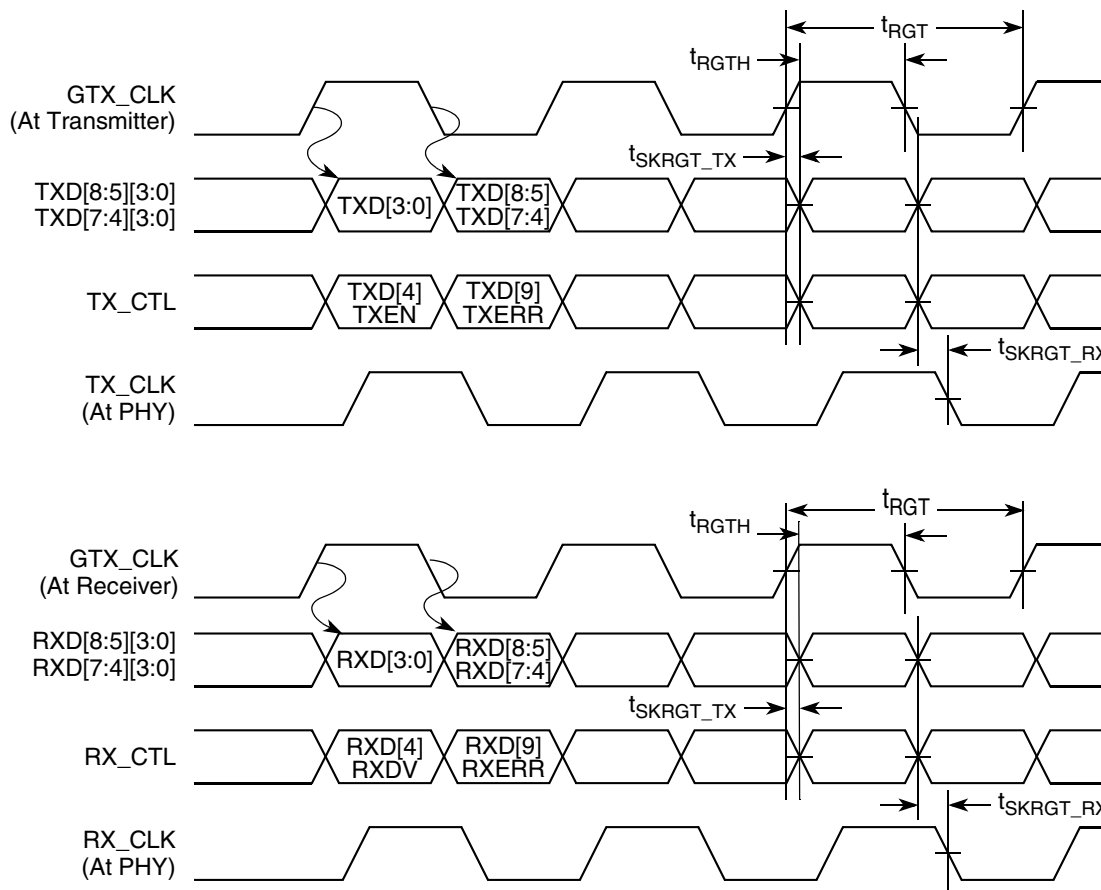 tRGT
tRGTH
GTX_CLK
(At Transmitter)
tSKRGT_TX
TXD[8:5][3:0]
TXD[7:4][3:0]
TXD[3:0]
TXD[8:5]
TXD[7:4]
TX_CTL
TXD[4]
TXEN
TXD[9]
TXERR
tSKRGT_RX
TX_CLK
(At PHY)
tRGT
tRGTH
GTX_CLK
(At Receiver)
RXD[8:5][3:0]
RXD[7:4][3:0]
RXD[3:0]
RXD[8:5]
RXD[7:4]
tSKRGT_TX
RX_CTL
RXD[4]
RXDV
RXD[9]
RXERR
tSKRGT_RX
RX_CLK
(At PHY)